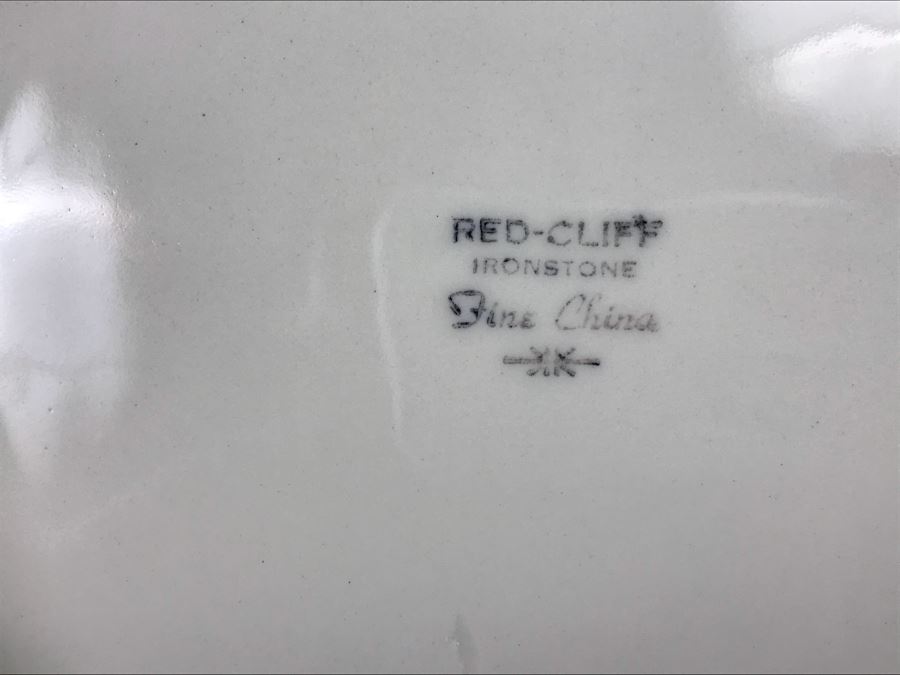 RED-CLIFF
IRONSTONE
Fine China